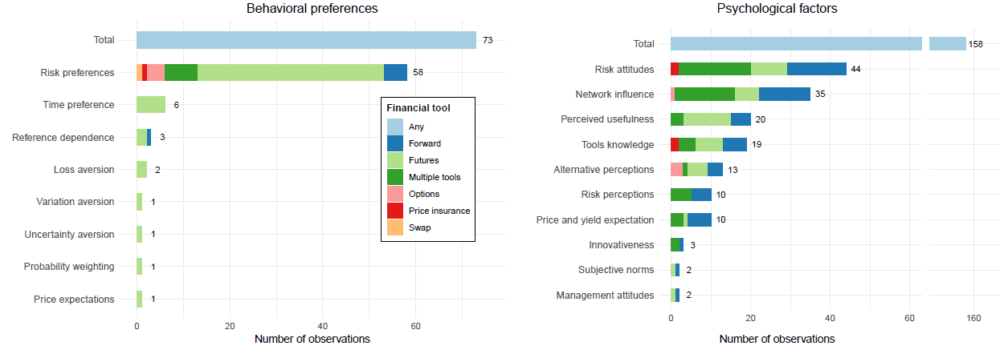 Behavioral preferences
Total
73
Risk preferences
58
Time preference
6
Reference dependence
3
Loss aversion
2
Variation aversion
1
Uncertainty aversion
1
Probability weighting
1
Price expectations
1
0 20 40 60
Number of observations
Financial tool
Any
Forward
Futures
Multiple tools
Options
Price insurance
Swap
Psychological factors
Total
158
Risk attitudes
44
Network influence
35
Perceived usefulness
20
Tools knowledge
19
Alternative perceptions
13
Risk perceptions
10
Price and yield expectation
10
Innovativeness
3
Subjective norms
2
Management attitudes
2
0 20 40 60 160
Number of observations